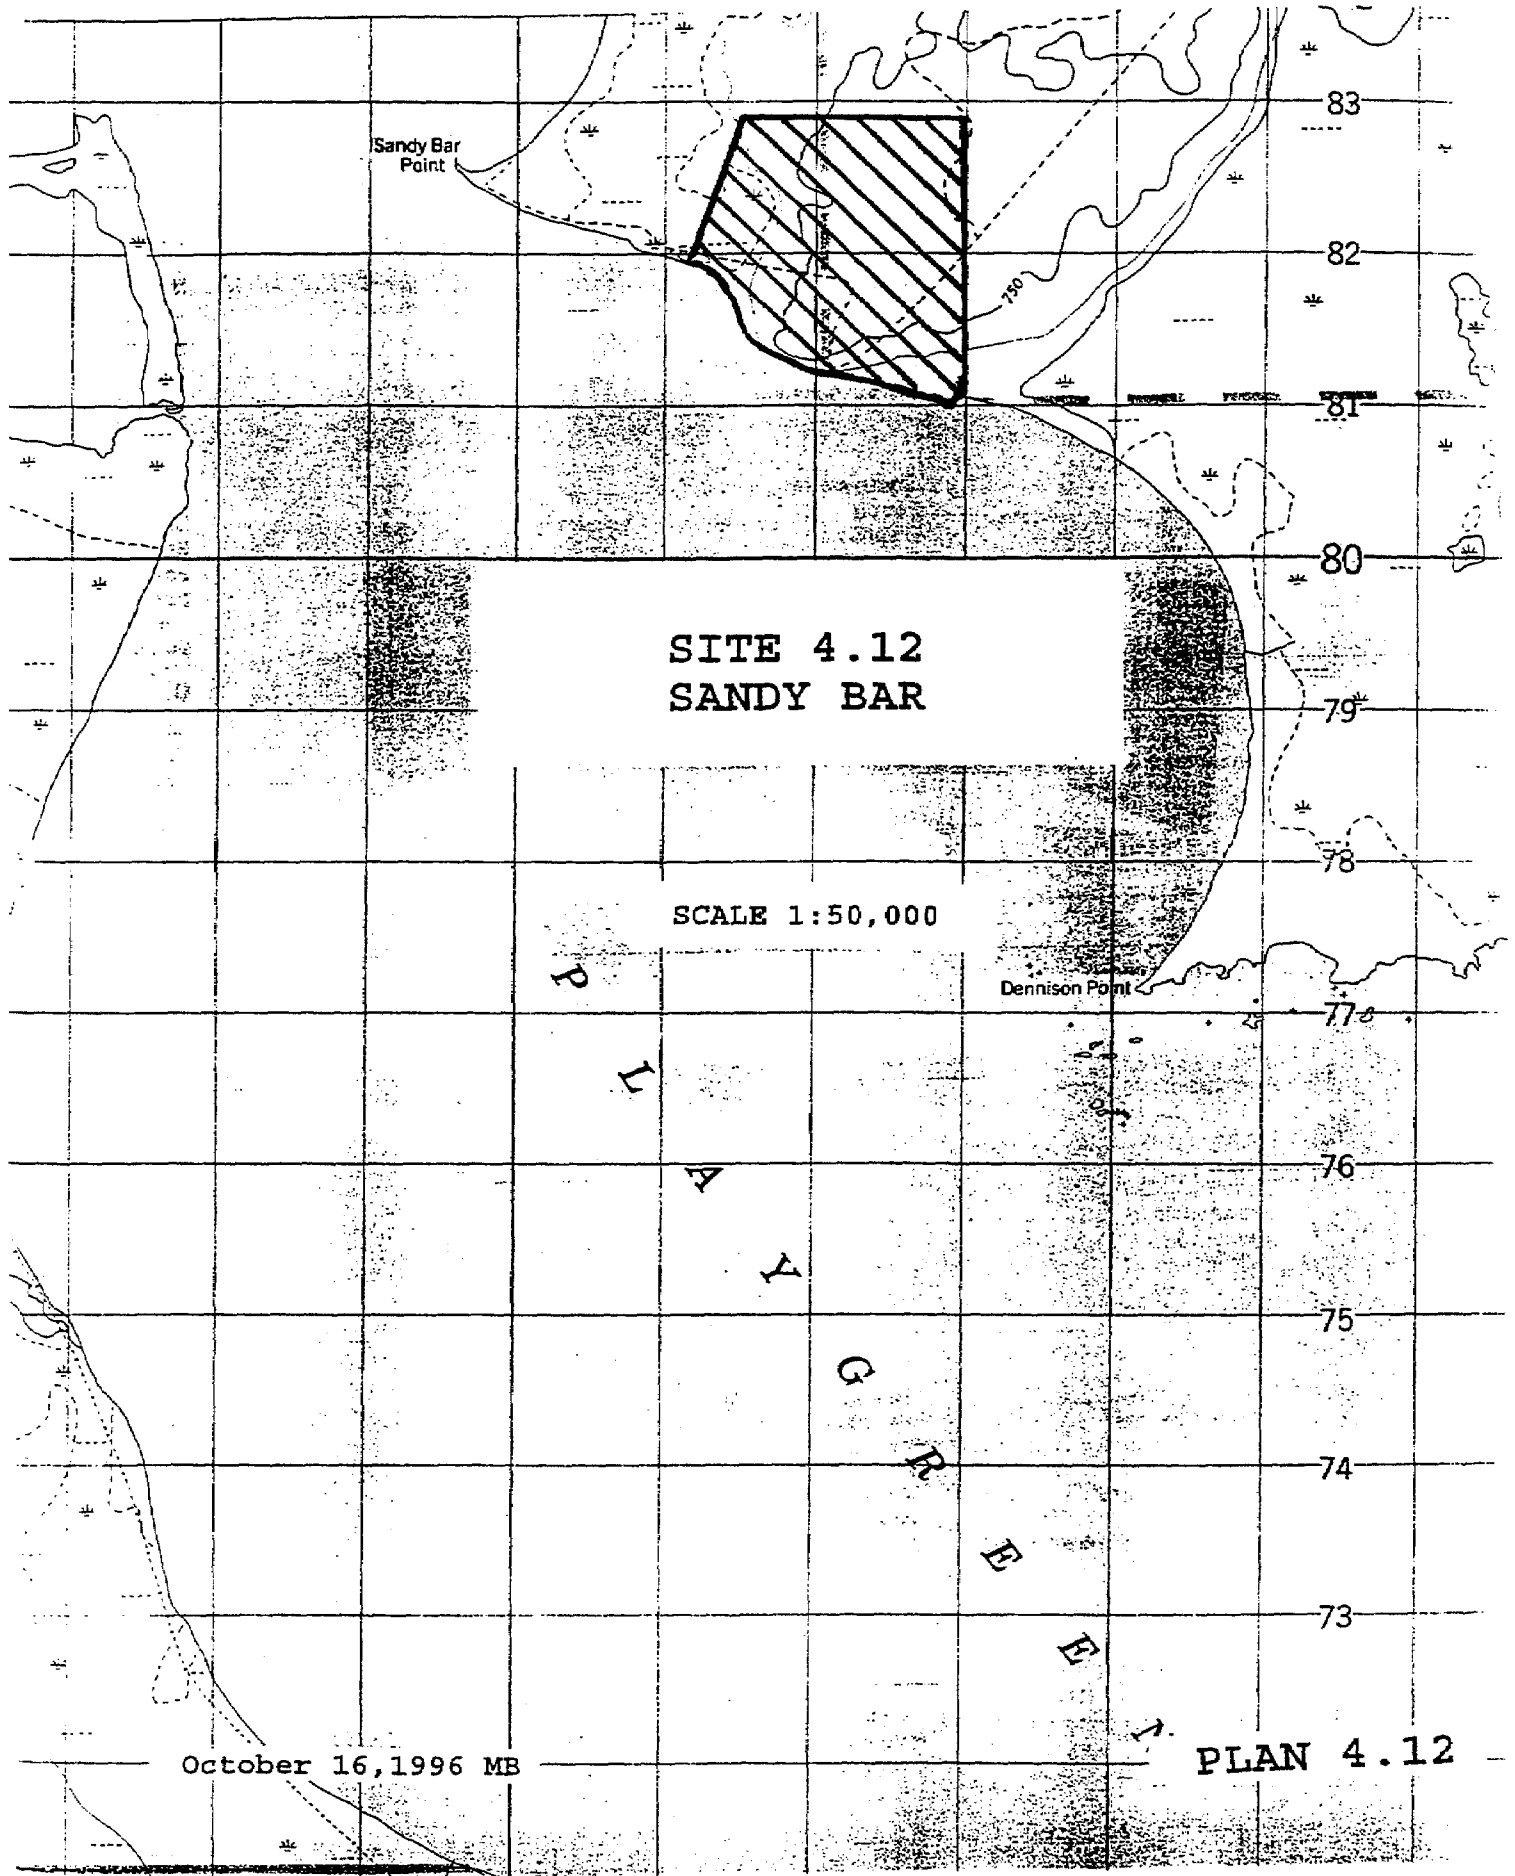 83
Sandy Bar
Point
82
750
81
80
SITE 4.12
SANDY BAR
79
78
SCALE 1:50,000
Dennison Point
77
76
75
74
73
PLAYGREET
October 16,1996 MB
PLAN 4.12